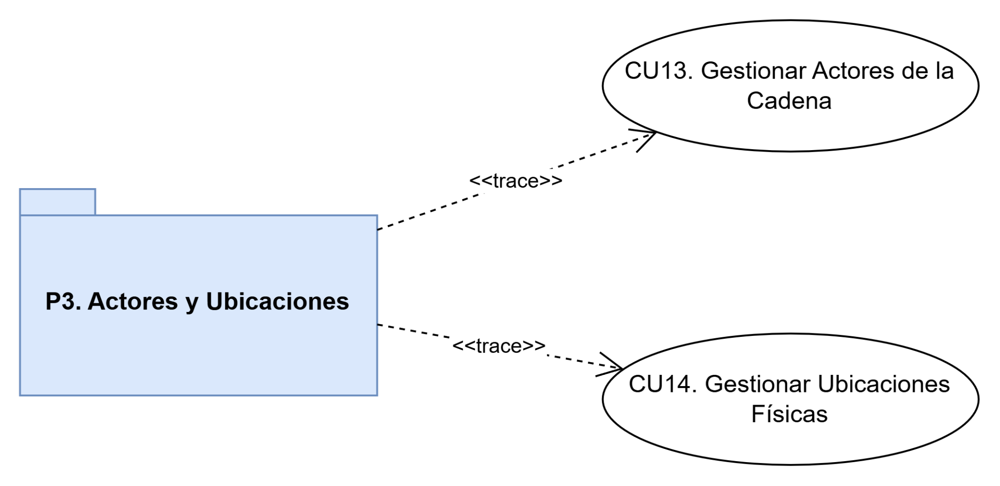 CU13. Gestionar Actores de la
Cadena
<<trace>>
P3. Actores y Ubicaciones
<<trace>>
CU14. Gestionar Ubicaciones
Físicas